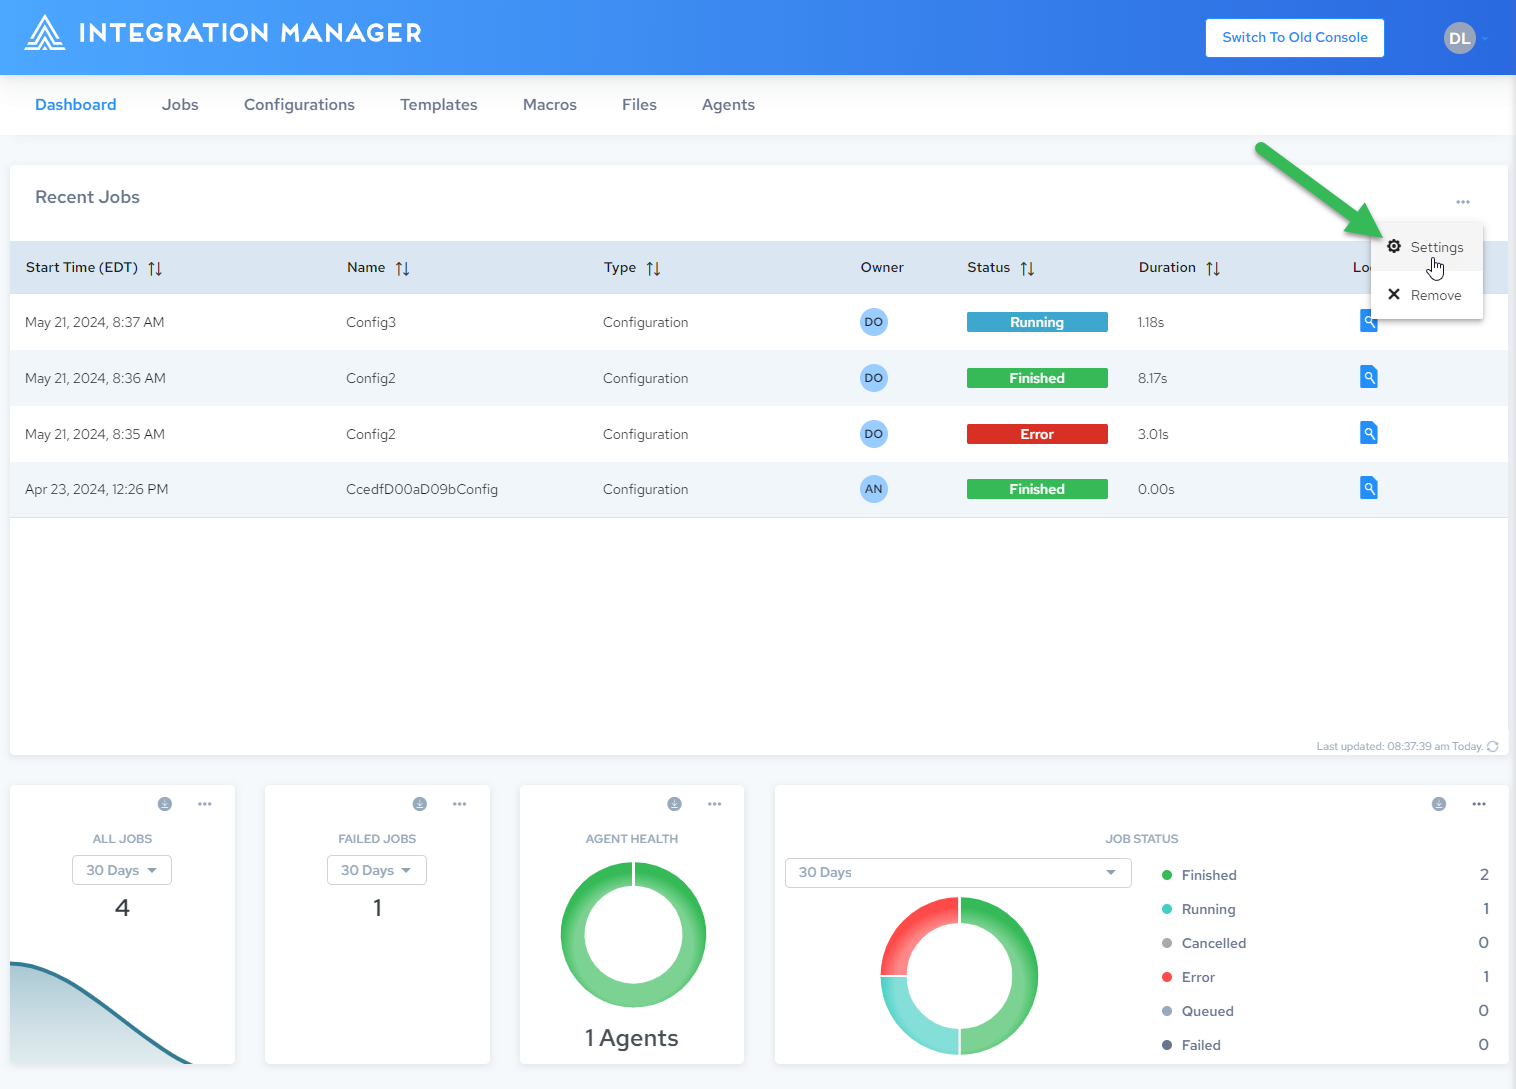 INTEGRATION MANAGER
Switch To Old Console
DL
Dashboard Jobs Configurations Templates Macros Files Agents
Recent Jobs
Settings
Remove
Start Time (EDT) Name Type Owner Status Duration
May 21, 2024, 8:37 AM Config3 Configuration DO Running 1.18s
May 21, 2024, 8:36 AM Config2 Configuration DO Finished 8.17s
May 21, 2024, 8:35 AM Config2 Configuration DO Error 3.01s
Apr 23, 2024, 12:26 PM CcedfD00aD09bConfig Configuration AN Finished 0.00s
Last updated: 08:37:39 am Today.
ALL JOBS
30 Days
4
FAILED JOBS
30 Days
1
AGENT HEALTH
1 Agents
JOB STATUS
30 Days
Finished 2
Running 1
Cancelled 0
Error 1
Queued 0
Failed 0